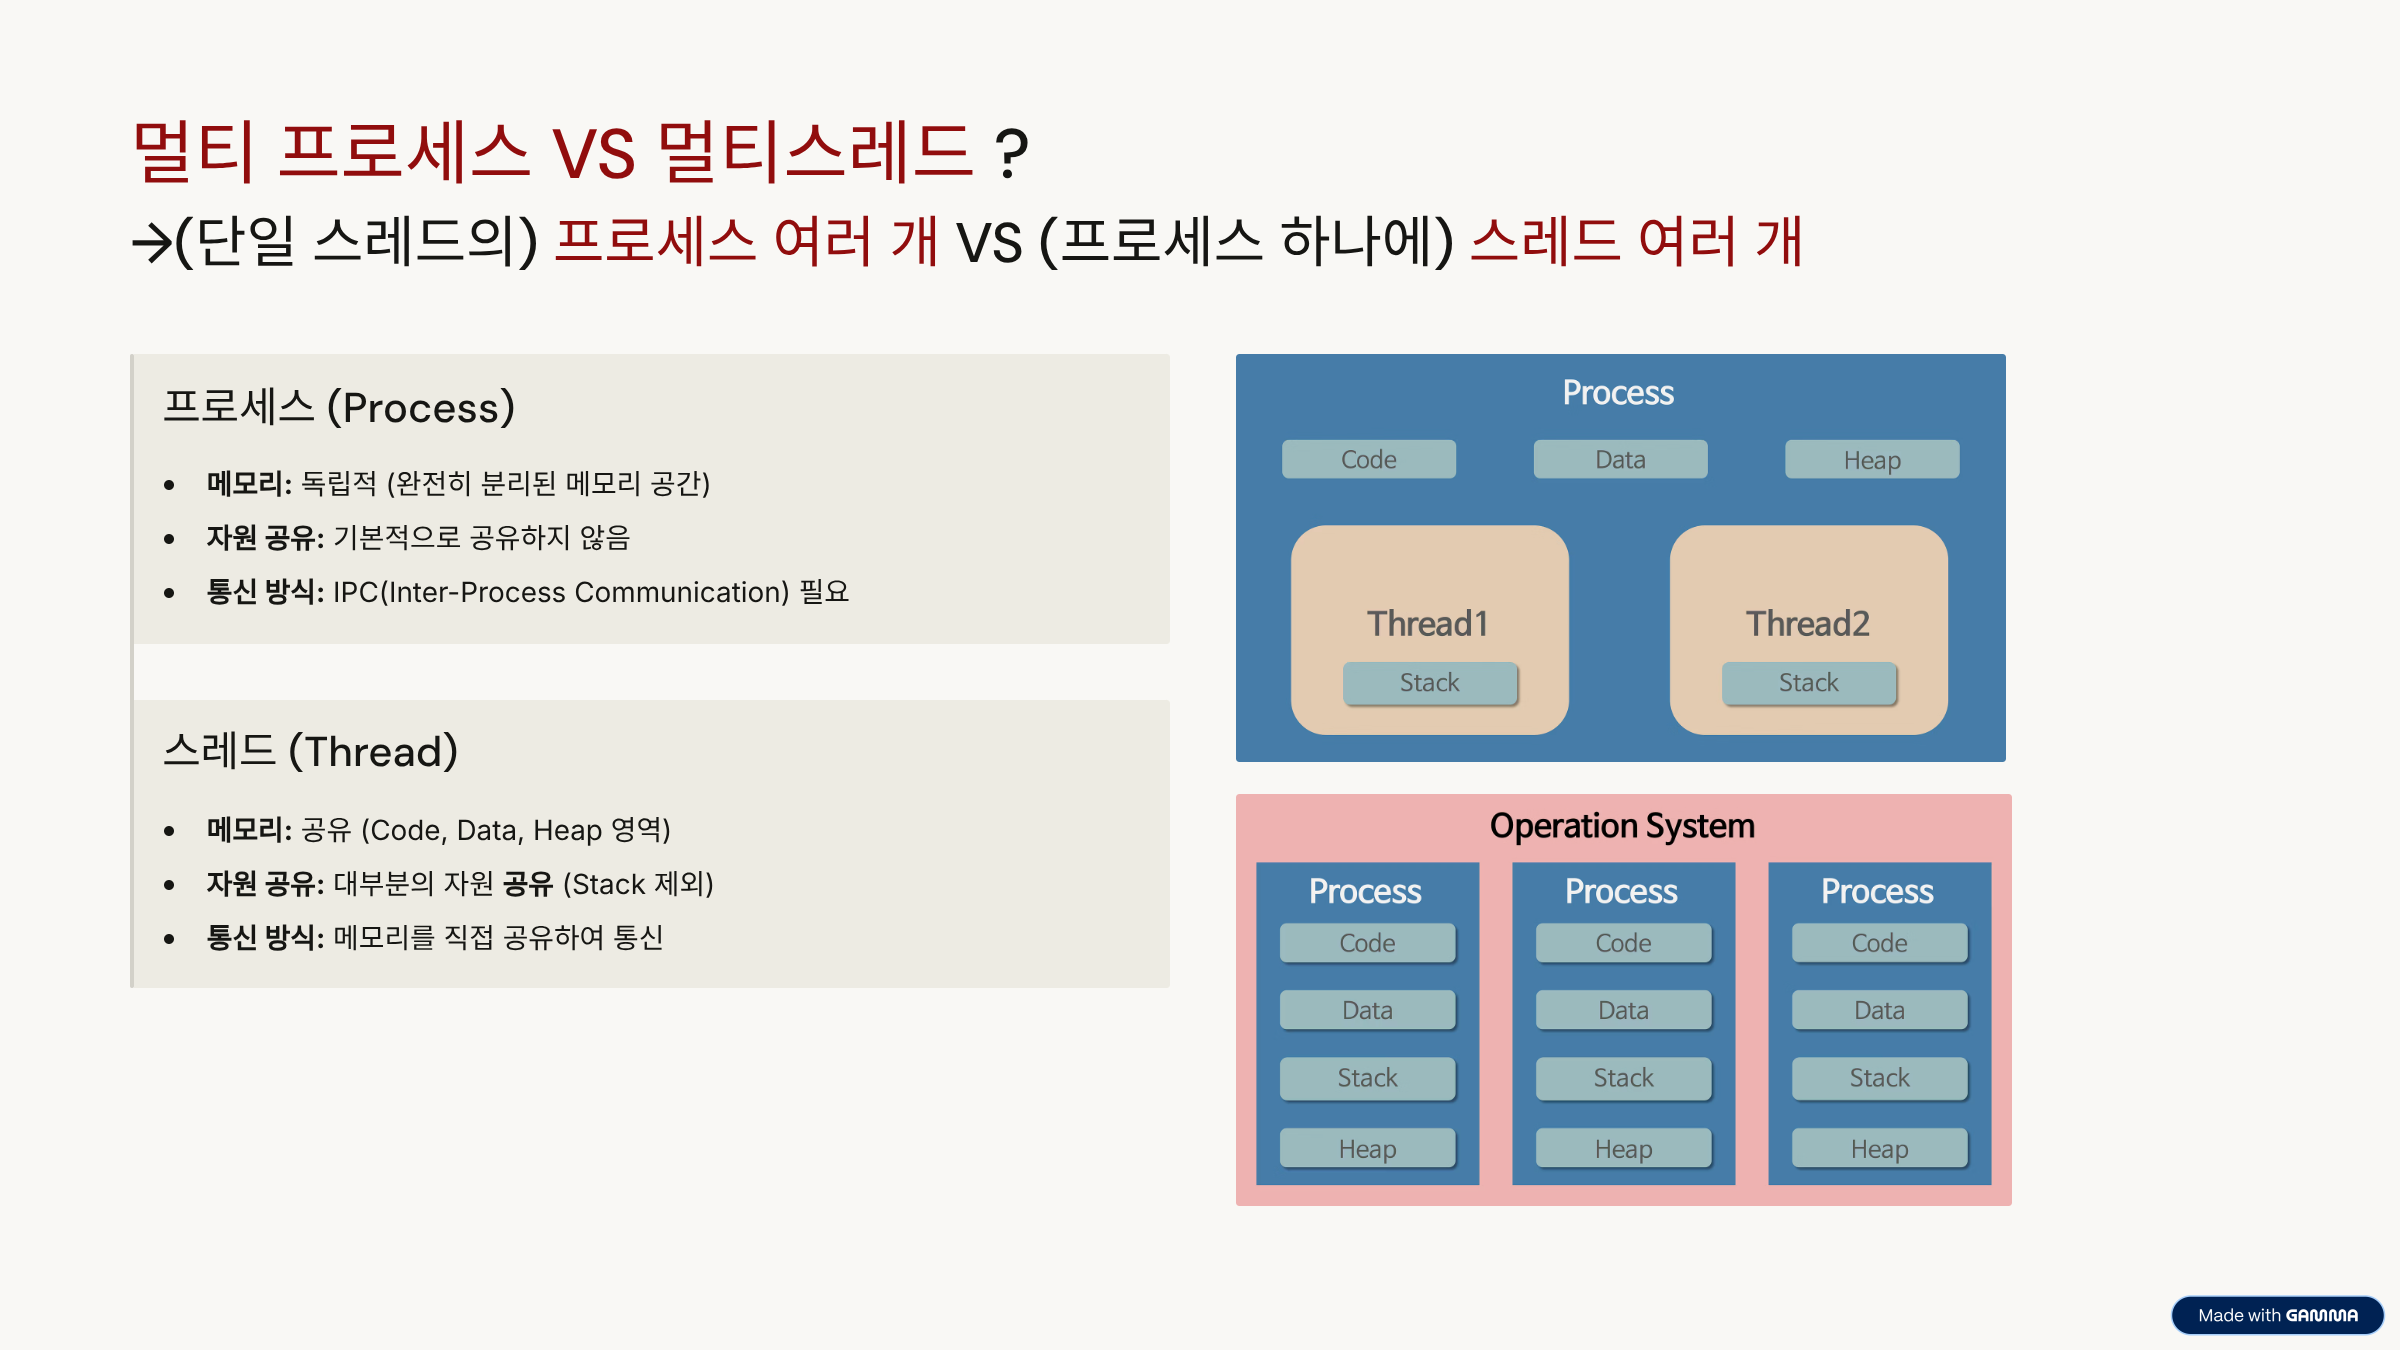 멀티 프로세스 VS 멀티스레드 ?
→(단일 스레드의) 프로세스 여러 개 VS (프로세스 하나에) 스레드 여러 개
프로세스 (Process)
• 메모리: 독립적 (완전히 분리된 메모리 공간)
• 자원 공유: 기본적으로 공유하지 않음
• 통신 방식: IPC(Inter-Process Communication) 필요
스레드 (Thread)
• 메모리: 공유 (Code, Data, Heap 영역)
• 자원 공유: 대부분의 자원 공유 (Stack 제외)
• 통신 방식: 메모리를 직접 공유하여 통신
Process
Code Data Heap
Thread1 Thread2
Stack Stack
Operation System
Process Process Process
Code Code Code
Data Data Data
Stack Stack Stack
Heap Heap Heap
Made with GAMMA